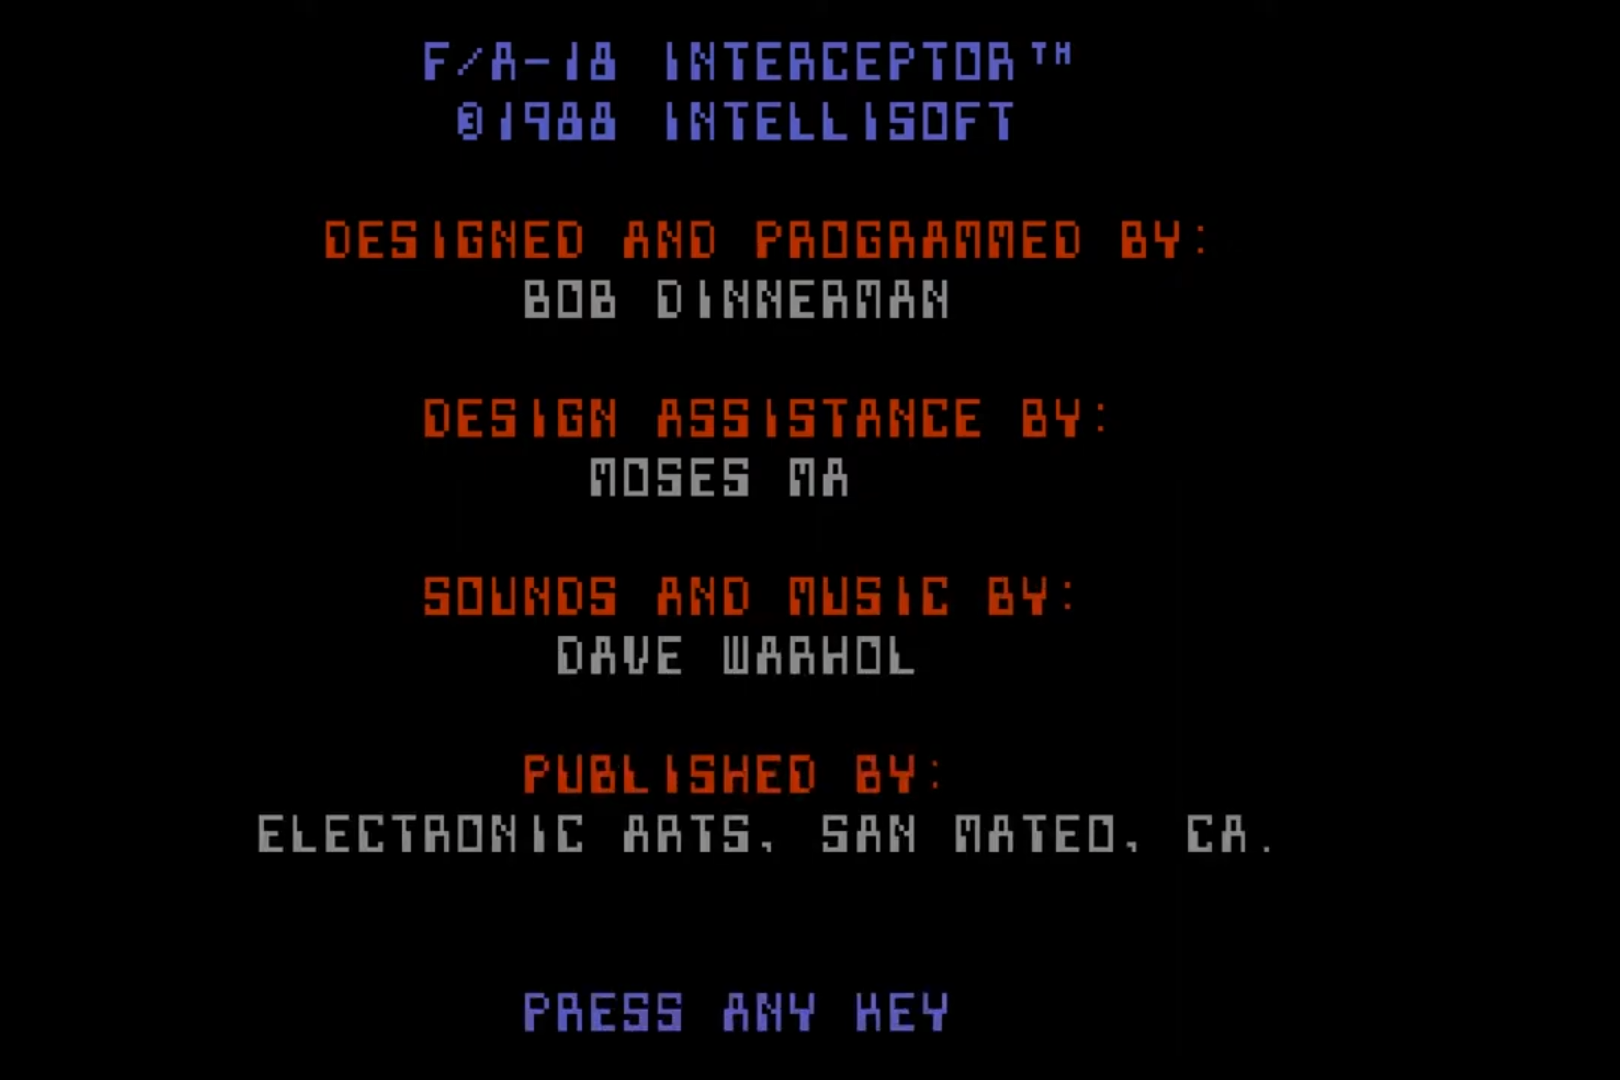 F/A-18 INTERCEPTOR™
©1988 INTELLISOFT
DESIGNED AND PROGRAMMED BY:
BOB DINNERMAN
DESIGN ASSISTANCE BY:
MOSES MA
SOUNDS AND MUSIC BY:
DAVE WARHOL
PUBLISHED BY:
ELECTRONIC ARTS, SAN MATEO, CA.
PRESS ANY KEY